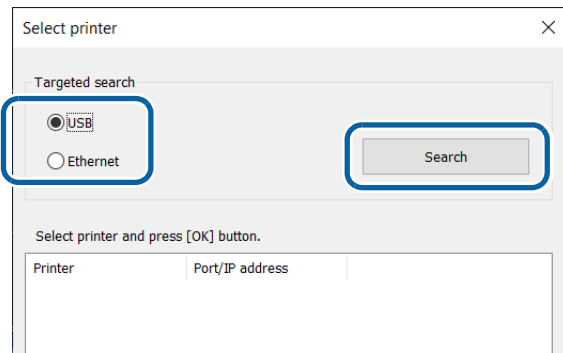 Select printer
Targeted search
USB
Ethernet
Search
Select printer and press [OK] button.
Printer Port/IP address